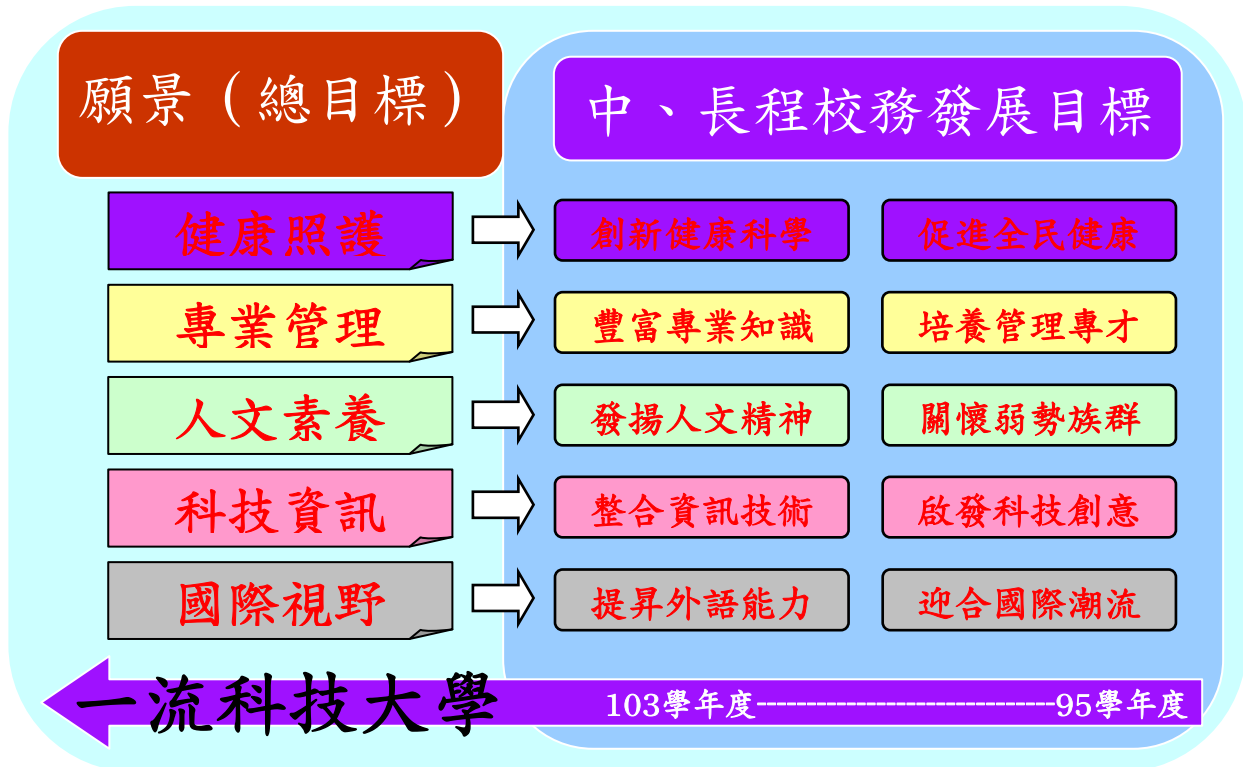 願景（總目標）
中、長程校務發展目標
健康照護
創新健康科學
促進全民健康
專業管理
豐富專業知識
培養管理專才
人文素養
發揚人文精神
關懷弱勢族群
科技資訊
整合資訊技術
啟發科技創意
國際視野
提昇外語能力
迎合國際潮流
一流科技大學
103學年度------------------------------95學年度